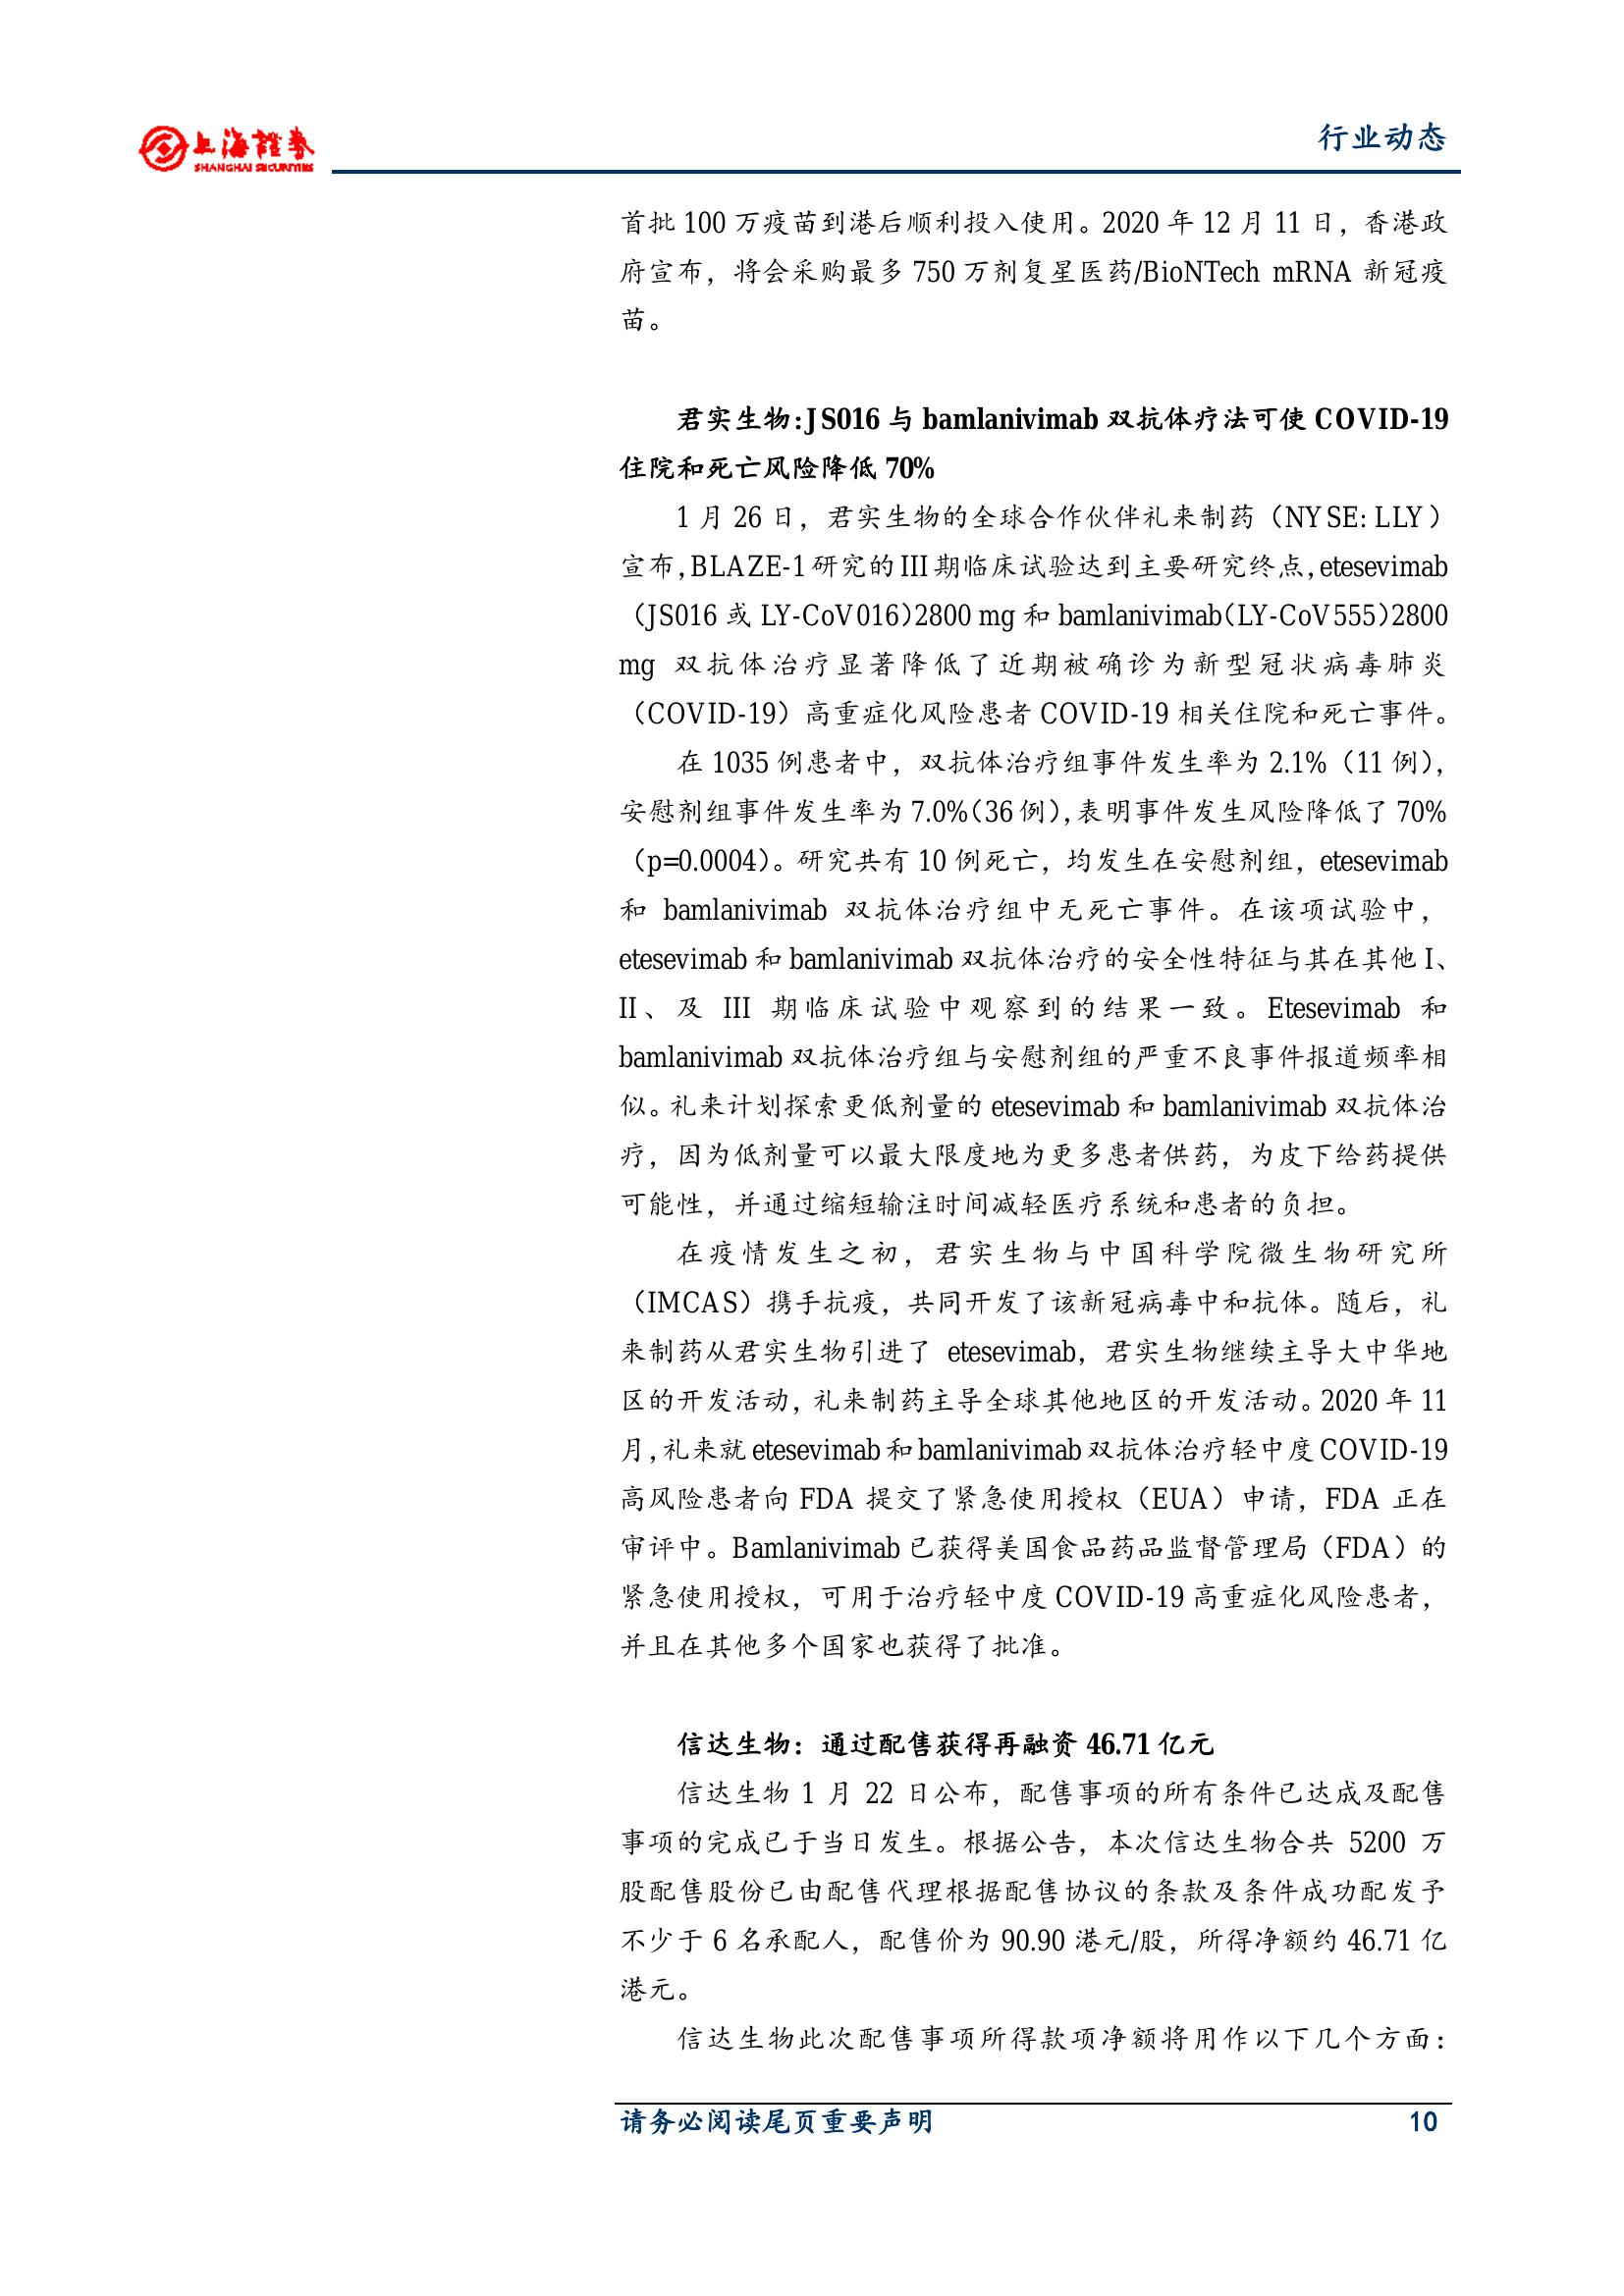 上海證券
SHANGHAI SECURITIES
行业动态
首批 100 万疫苗到港后顺利投入使用。2020 年 12 月 11 日，香港政
府宣布，将会采购最多 750 万剂复星医药/BioNTech mRNA 新冠疫
苗。
君实生物:JS016 与 bamlanivimab 双抗体疗法可使 COVID-19
住院和死亡风险降低 70%
1 月 26 日，君实生物的全球合作伙伴礼来制药（NYSE: LLY）
宣布,BLAZE-1 研究的 III 期临床试验达到主要研究终点,etesevimab
（JS016 或 LY-CoV016)2800 mg 和 bamlanivimab(LY-CoV555)2800
mg 双抗体治疗显著降低了近期被确诊为新型冠状病毒肺炎
（COVID-19）高重症化风险患者 COVID-19 相关住院和死亡事件。
在 1035 例患者中，双抗体治疗组事件发生率为 2.1%（11 例），
安慰剂组事件发生率为 7.0%(36 例),表明事件发生风险降低了 70%
（p=0.0004）。研究共有 10 例死亡，均发生在安慰剂组，etesevimab
和 bamlanivimab 双抗体治疗组中无死亡事件。在该项试验中，
etesevimab 和 bamlanivimab 双抗体治疗的安全性特征与其在其他 I、
II、及 III 期临床试验中观察到的结果一致。Etesevimab 和
bamlanivimab 双抗体治疗组与安慰剂组的严重不良事件报道频率相
似。礼来计划探索更低剂量的 etesevimab 和 bamlanivimab 双抗体治
疗，因为低剂量可以最大限度地为更多患者供药，为皮下给药提供
可能性，并通过缩短输注时间减轻医疗系统和患者的负担。
在疫情发生之初，君实生物与中国科学院微生物研究所
（IMCAS）携手抗疫，共同开发了该新冠病毒中和抗体。随后，礼
来制药从君实生物引进了 etesevimab，君实生物继续主导大中华地
区的开发活动，礼来制药主导全球其他地区的开发活动。2020 年 11
月,礼来就 etesevimab 和 bamlanivimab 双抗体治疗轻中度 COVID-19
高风险患者向 FDA 提交了紧急使用授权（EUA）申请，FDA 正在
审评中。Bamlanivimab 已获得美国食品药品监督管理局（FDA）的
紧急使用授权，可用于治疗轻中度 COVID-19 高重症化风险患者，
并且在其他多个国家也获得了批准。
信达生物：通过配售获得再融资 46.71 亿元
信达生物 1 月 22 日公布，配售事项的所有条件已达成及配售
事项的完成已于当日发生。根据公告，本次信达生物合共 5200 万
股配售股份已由配售代理根据配售协议的条款及条件成功配发予
不少于 6 名承配人，配售价为 90.90 港元/股，所得净额约 46.71 亿
港元。
信达生物此次配售事项所得款项净额将用作以下几个方面：
请务必阅读尾页重要声明
10